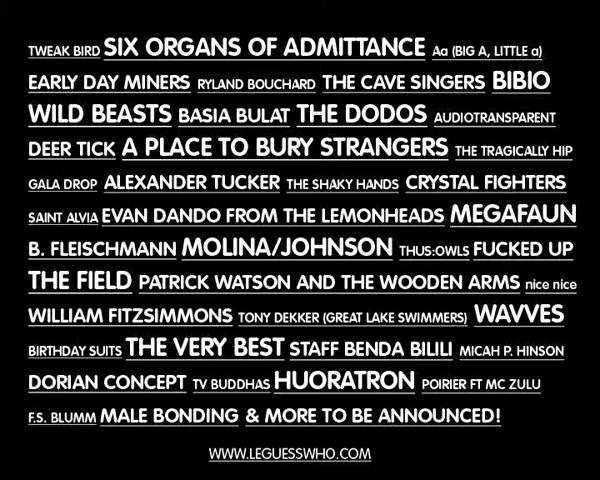 TWEAK BIRD SIX ORGANS OF ADMITTANCE Aa (BIG A, LITTLE a)
EARLY DAY MINERS RYLAND BOUCHARD THE CAVE SINGERS BIBIO
WILD BEASTS BASIA BULAT THE DODOS AUDIOTRANSPARENT
DEER TICK A PLACE TO BURY STRANGERS THE TRAGICALLY HIP
GALA DROP ALEXANDER TUCKER THE SHAKY HANDS CRYSTAL FIGHTERS
SAINT ALVIA EVAN DANDO FROM THE LEMONHEADS MEGAFAUN
B. FLEISCHMANN MOLINA/JOHNSON THUS:OWLS FUCKED UP
THE FIELD PATRICK WATSON AND THE WOODEN ARMS nice nice
WILLIAM FITZSIMMONS TONY DEKKER (GREAT LAKE SWIMMERS) WAVVES
BIRTHDAY SUITS THE VERY BEST STAFF BENDA BILILI MICAH P. HINSON
DORIAN CONCEPT TV BUDDHAS HUORATRON POIRIER FT MC ZULU
F.S. BLUMM MALE BONDING & MORE TO BE ANNOUNCED!
WWW.LEGUESSWHO.COM